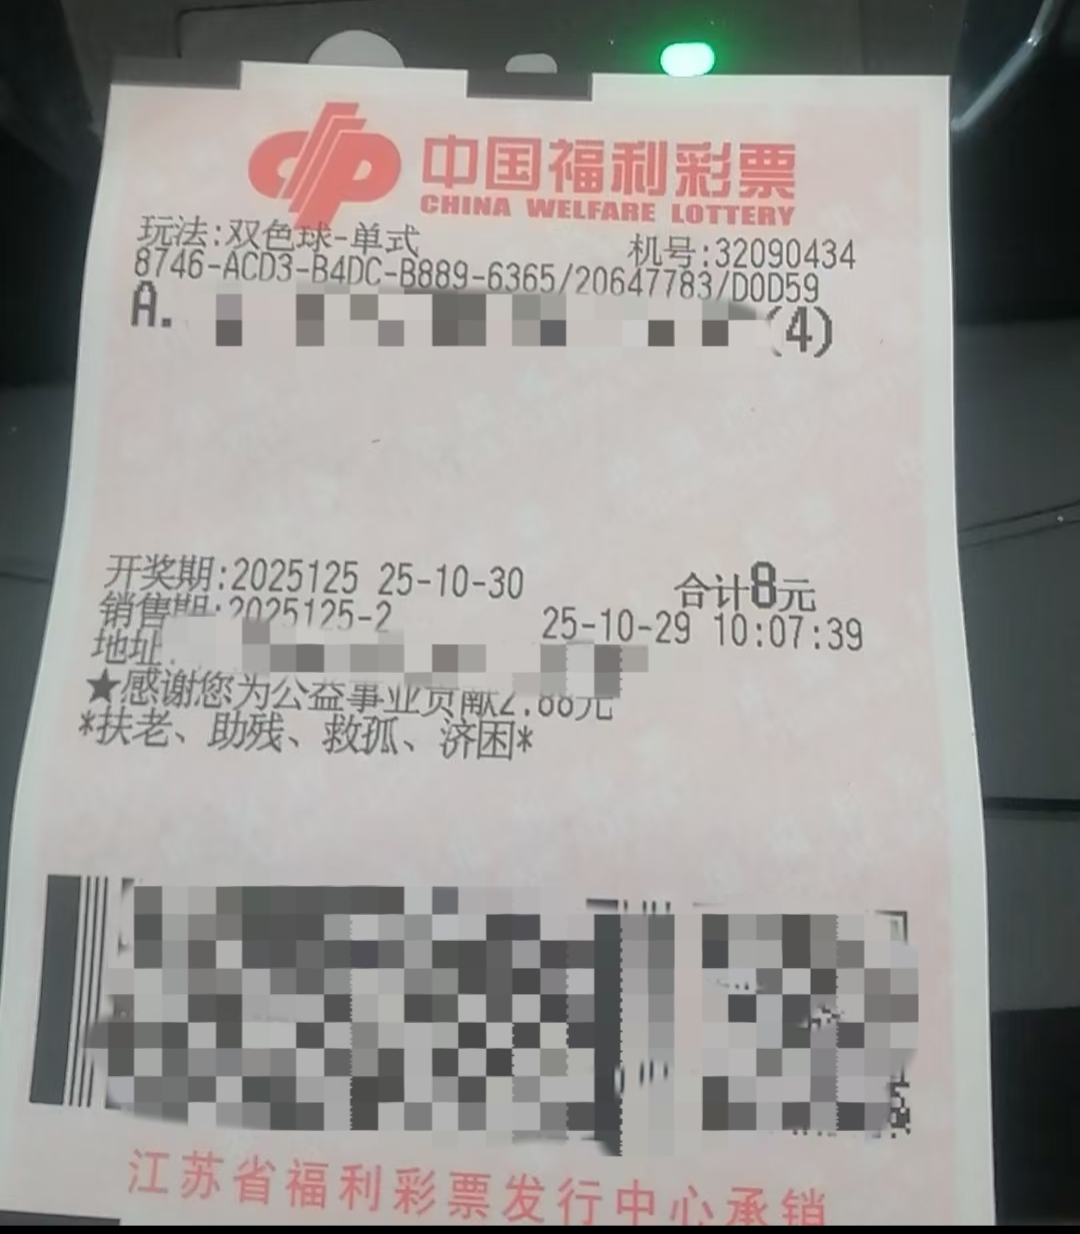 中国福利彩票
CHINA WELFARE LOTTERY
玩法:双色球-单式 机号:32090434
8746-ACD3-B4DC-B889-6365/20647783/D0D59
A. (4)
开奖期:2025125 25-10-30 合计8元
销售期:2025125-2 25-10-29 10:07:39
地址:
★感谢您为公益事业贡献2.88元
*扶老、助残、救孤、济困*
江苏省福利彩票发行中心承销